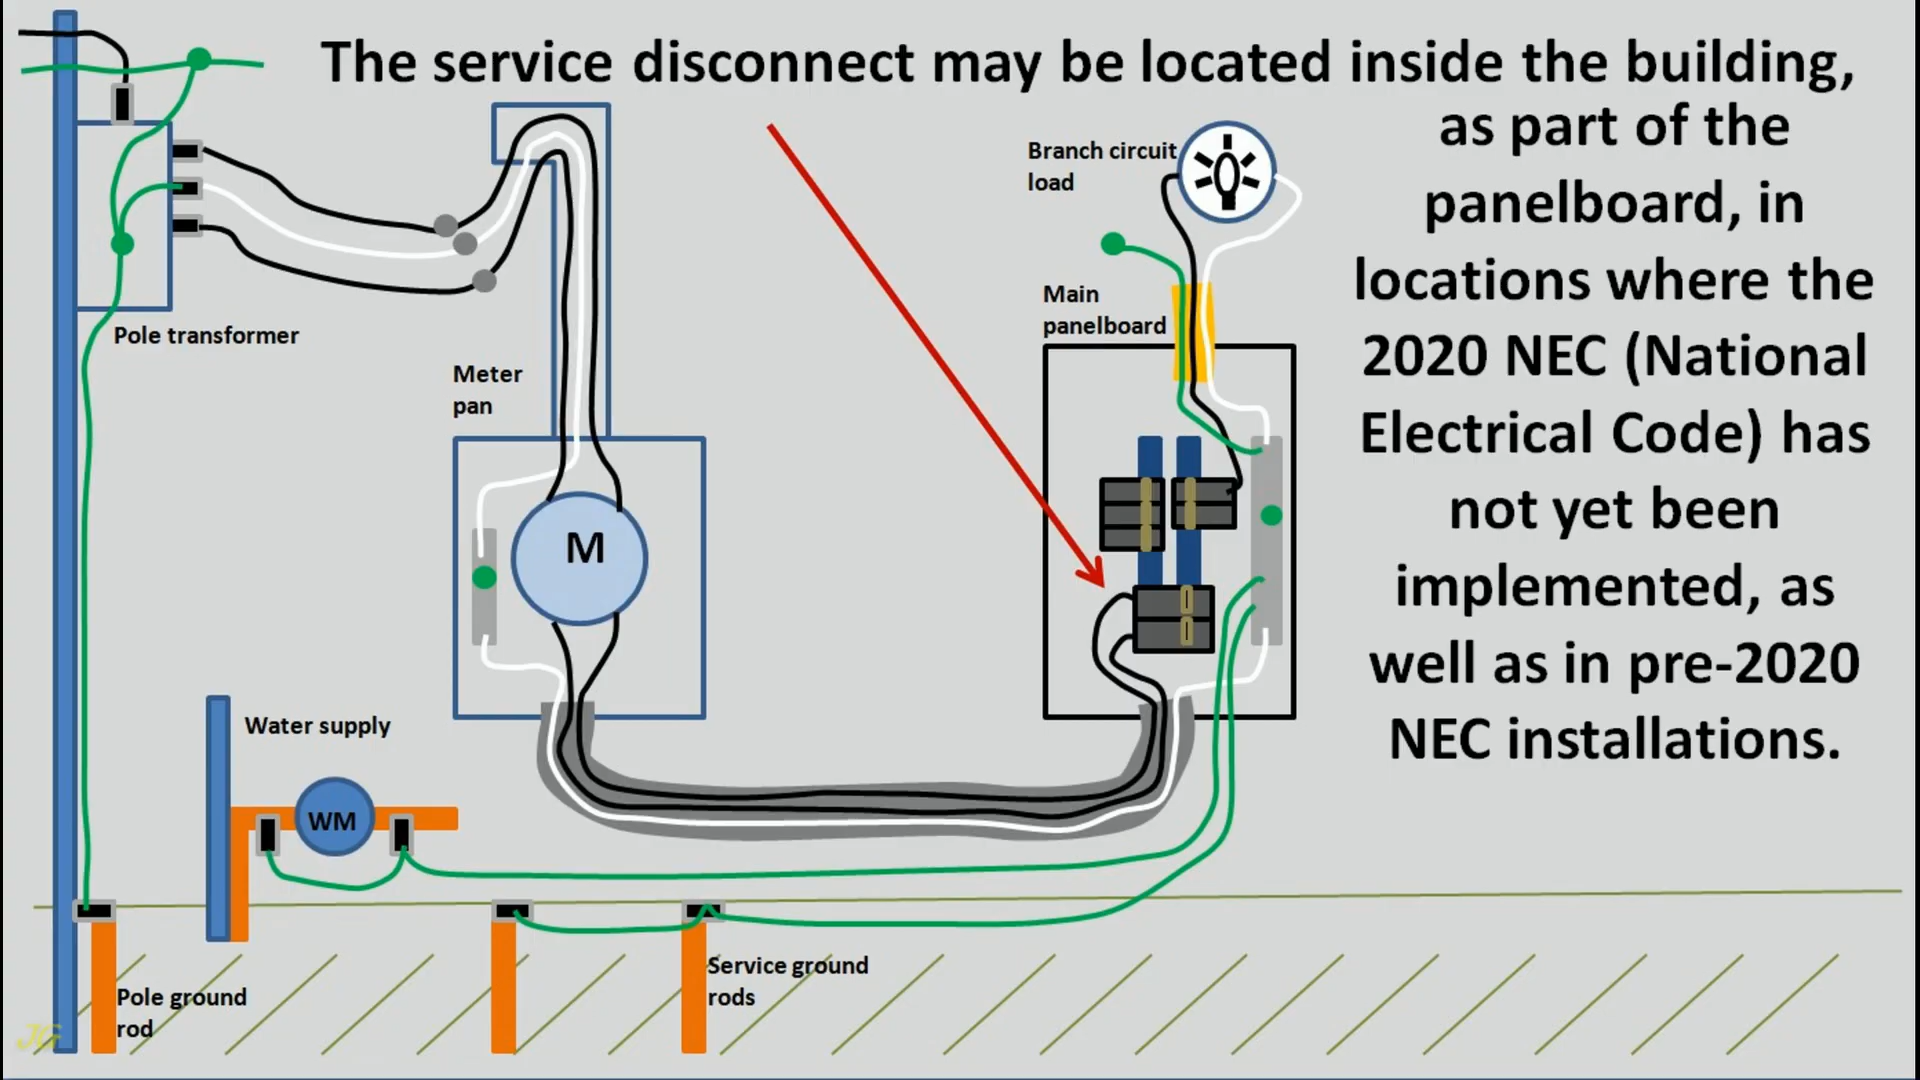 The service disconnect may be located inside the building,
as part of the
panelboard, in
locations where the
2020 NEC (National
Electrical Code) has
not yet been
implemented, as
well as in pre-2020
NEC installations.
Branch circuit
load
Main
panelboard
Pole transformer
Meter
pan
M
Water supply
WM
Service ground
rods
Pole ground
rod
JG